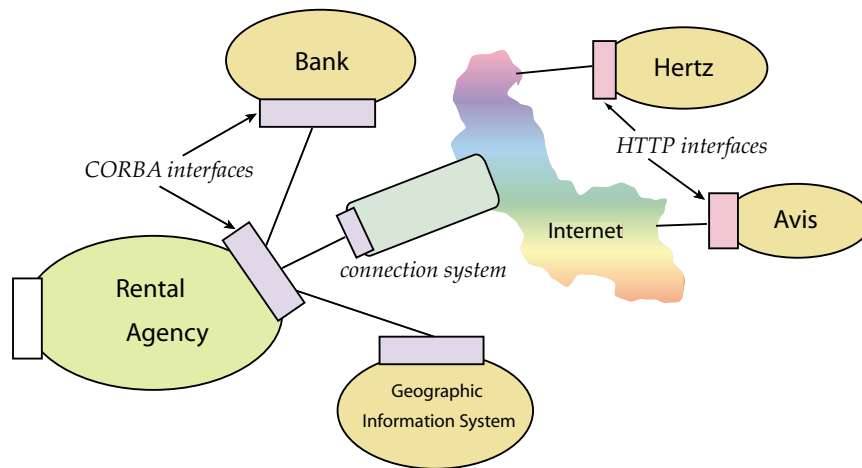 Bank
Hertz
CORBA interfaces
HTTP interfaces
Internet
Avis
connection system
Rental
Agency
Geographic
Information System